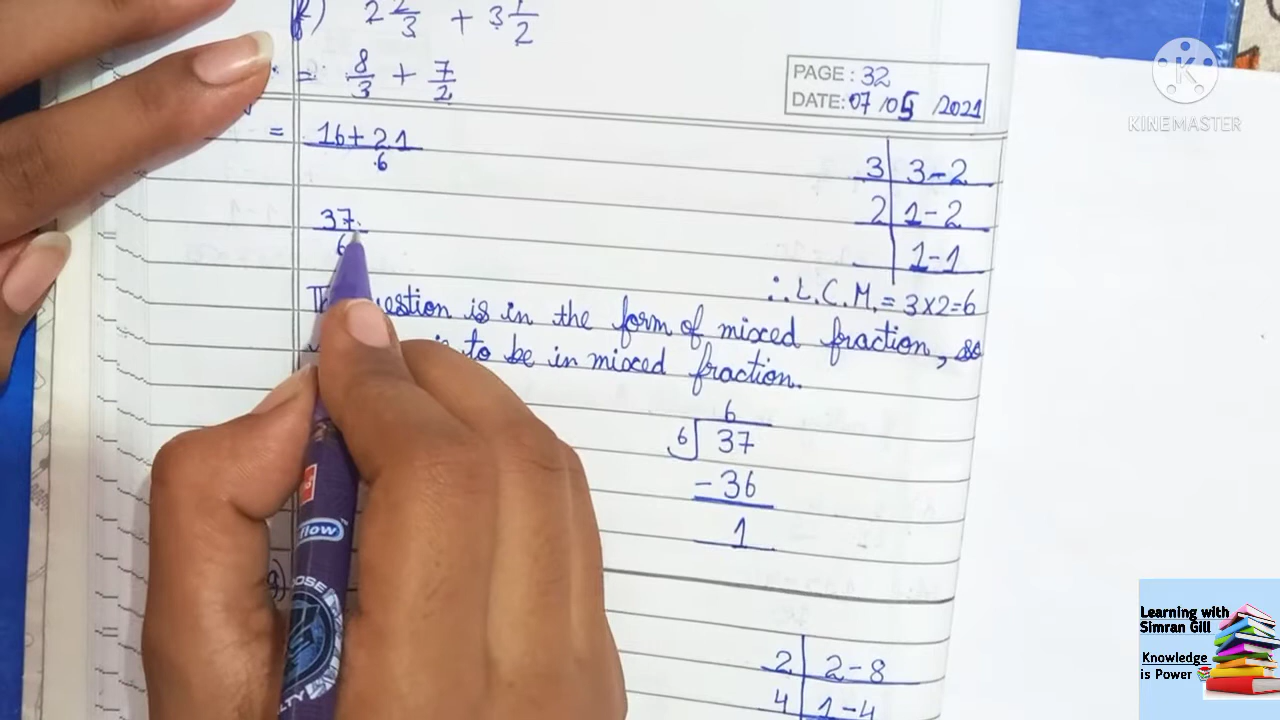 f) 2 2/3 + 3 1/2
= 8/3 + 7/2
= 16+21/6
37/6
PAGE: 32
DATE: 07/05/2021
3 | 3-2
2 | 1-2
1-1
∴ L.C.M. = 3×2=6
question is in the form of mixed fraction, so
to be in mixed fraction.
6
6 37
-36
1
g)
2 | 2-8
4 | 1-4
flow
KINEMASTER
Learning with
Simran Gill
Knowledge
is Power